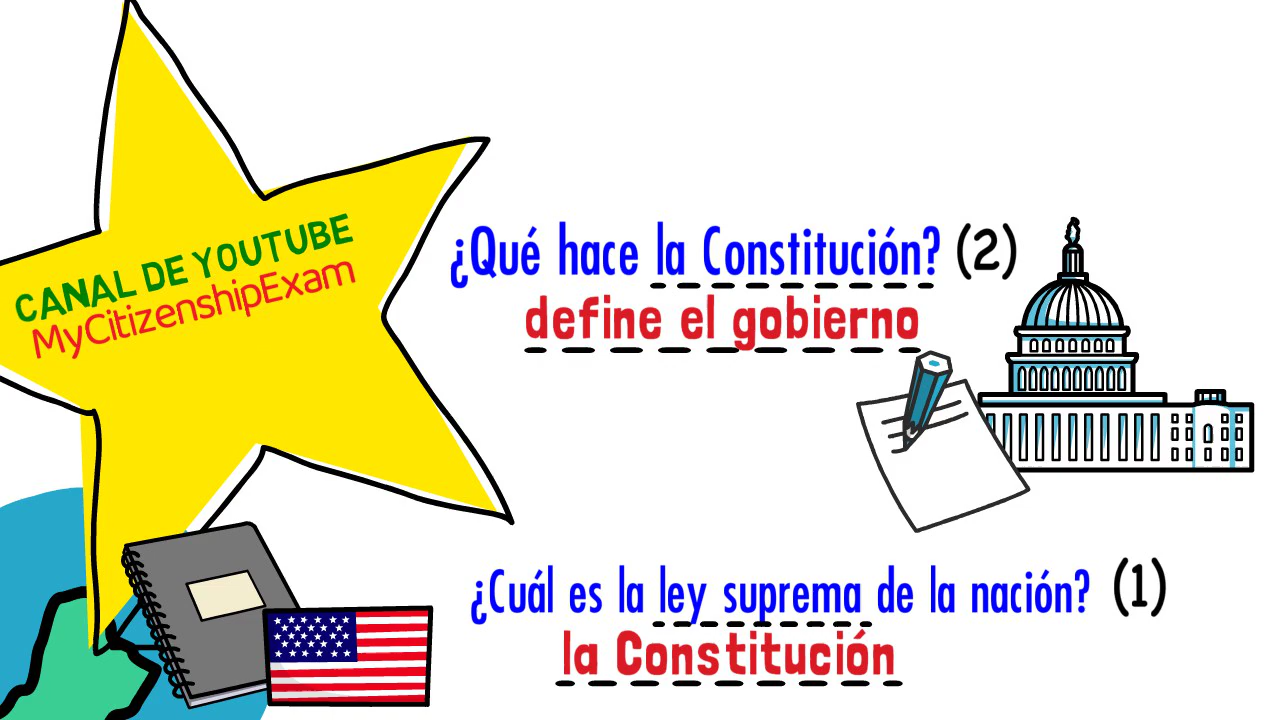 CANAL DE YOUTUBE
MyCitizenshipExam
¿Qué hace la Constitución? (2)
define el gobierno
¿Cuál es la ley suprema de la nación? (1)
la Constitución